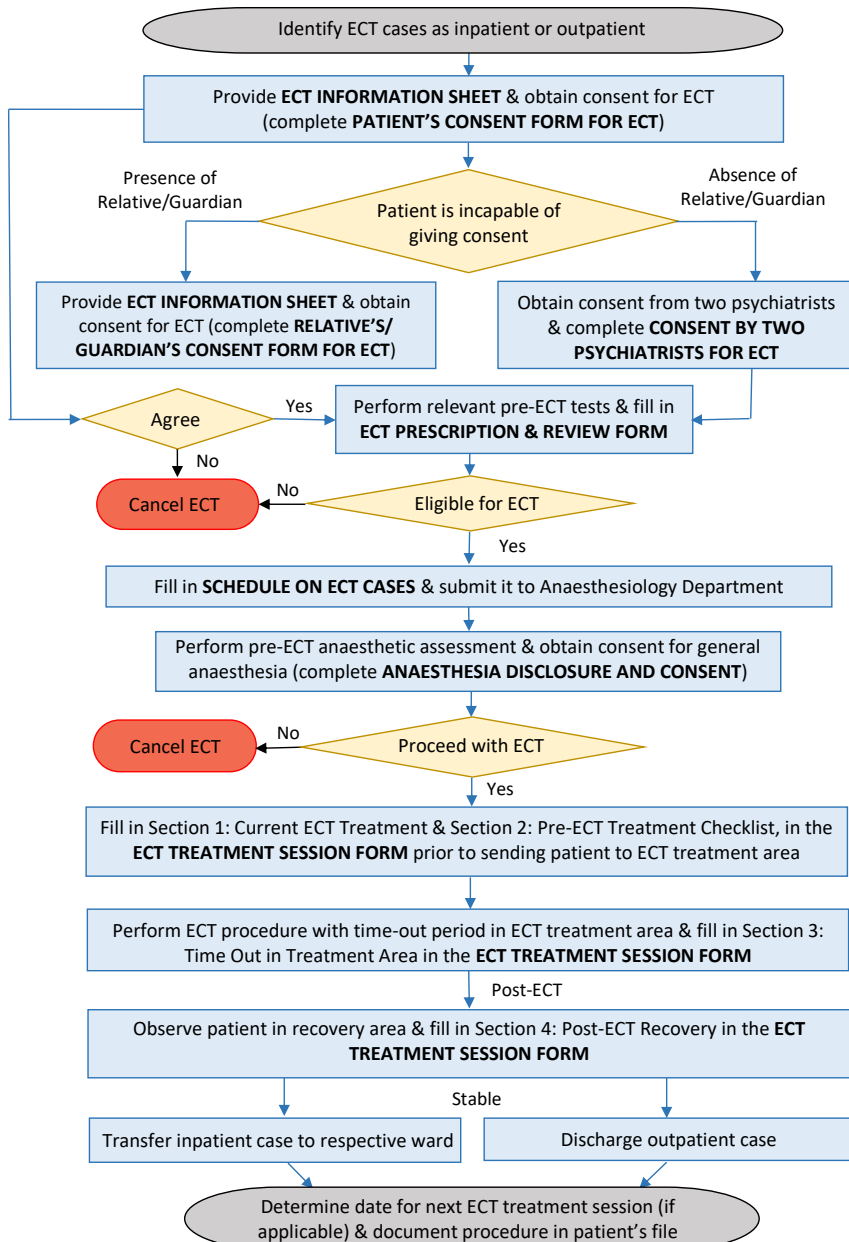 Identify ECT cases as inpatient or outpatient
Provide ECT INFORMATION SHEET & obtain consent for ECT
(complete PATIENT'S CONSENT FORM FOR ECT)
Presence of
Relative/Guardian
Absence of
Relative/Guardian
Patient is incapable of
giving consent
Provide ECT INFORMATION SHEET & obtain
consent for ECT (complete RELATIVE'S/
GUARDIAN'S CONSENT FORM FOR ECT)
Obtain consent from two psychiatrists
& complete CONSENT BY TWO
PSYCHIATRISTS FOR ECT
Agree
Yes
Perform relevant pre-ECT tests & fill in
ECT PRESCRIPTION & REVIEW FORM
No
Cancel ECT
No
Eligible for ECT
Yes
Fill in SCHEDULE ON ECT CASES & submit it to Anaesthesiology Department
Perform pre-ECT anaesthetic assessment & obtain consent for general
anaesthesia (complete ANAESTHESIA DISCLOSURE AND CONSENT)
Cancel ECT
No
Proceed with ECT
Yes
Fill in Section 1: Current ECT Treatment & Section 2: Pre-ECT Treatment Checklist, in the
ECT TREATMENT SESSION FORM prior to sending patient to ECT treatment area
Perform ECT procedure with time-out period in ECT treatment area & fill in Section 3:
Time Out in Treatment Area in the ECT TREATMENT SESSION FORM
Post-ECT
Observe patient in recovery area & fill in Section 4: Post-ECT Recovery in the ECT
TREATMENT SESSION FORM
Stable
Transfer inpatient case to respective ward
Discharge outpatient case
Determine date for next ECT treatment session (if
applicable) & document procedure in patient's file